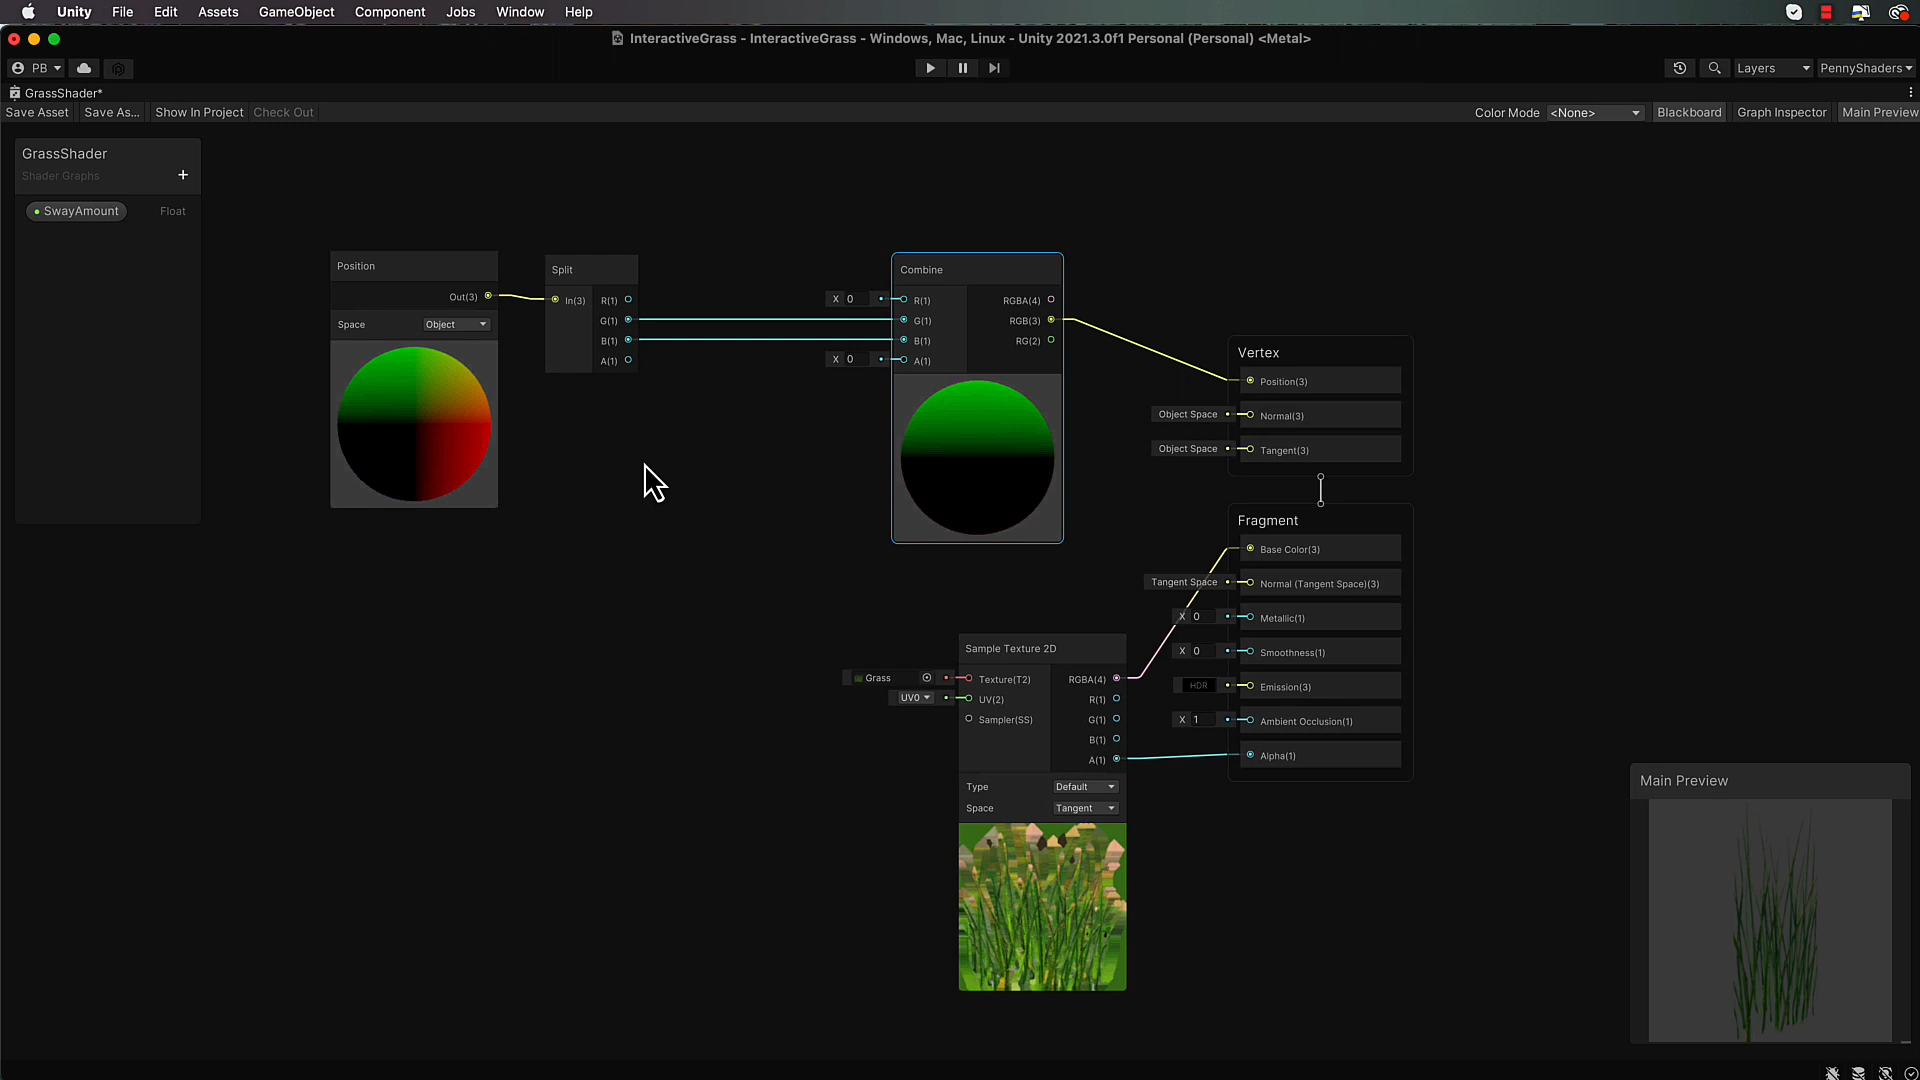 Unity File Edit Assets GameObject Component Jobs Window Help
InteractiveGrass - InteractiveGrass - Windows, Mac, Linux - Unity 2021.3.0f1 Personal (Personal) <Metal>
PB Layers PennyShaders
GrassShader*
Save Asset Save As... Show In Project Check Out Color Mode <None> Blackboard Graph Inspector Main Preview
GrassShader
Shader Graphs +
SwayAmount Float
Position
Out(3)
Space Object
Split
In(3) R(1)
G(1)
B(1)
A(1)
Combine
X 0 R(1) RGBA(4)
G(1) RGB(3)
B(1) RG(2)
X 0 A(1)
Vertex
Position(3)
Object Space Normal(3)
Object Space Tangent(3)
Fragment
Base Color(3)
Tangent Space Normal (Tangent Space)(3)
X 0 Metallic(1)
X 0 Smoothness(1)
HDR Emission(3)
X 1 Ambient Occlusion(1)
Alpha(1)
Sample Texture 2D
Grass Texture(T2) RGBA(4)
UV0 UV(2) R(1)
Sampler(SS) G(1)
B(1)
A(1)
Type Default
Space Tangent
Main Preview